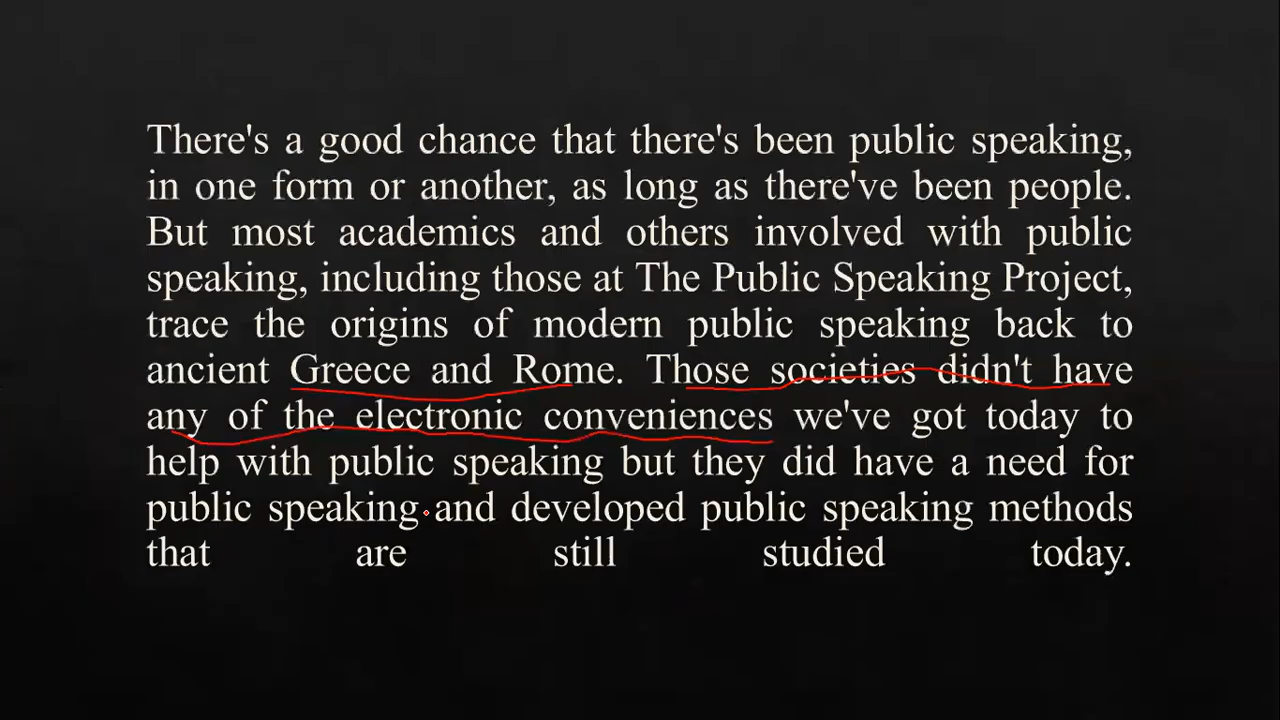 There's a good chance that there's been public speaking,
in one form or another, as long as there've been people.
But most academics and others involved with public
speaking, including those at The Public Speaking Project,
trace the origins of modern public speaking back to
ancient Greece and Rome. Those societies didn't have
any of the electronic conveniences we've got today to
help with public speaking but they did have a need for
public speaking and developed public speaking methods
that are still studied today.